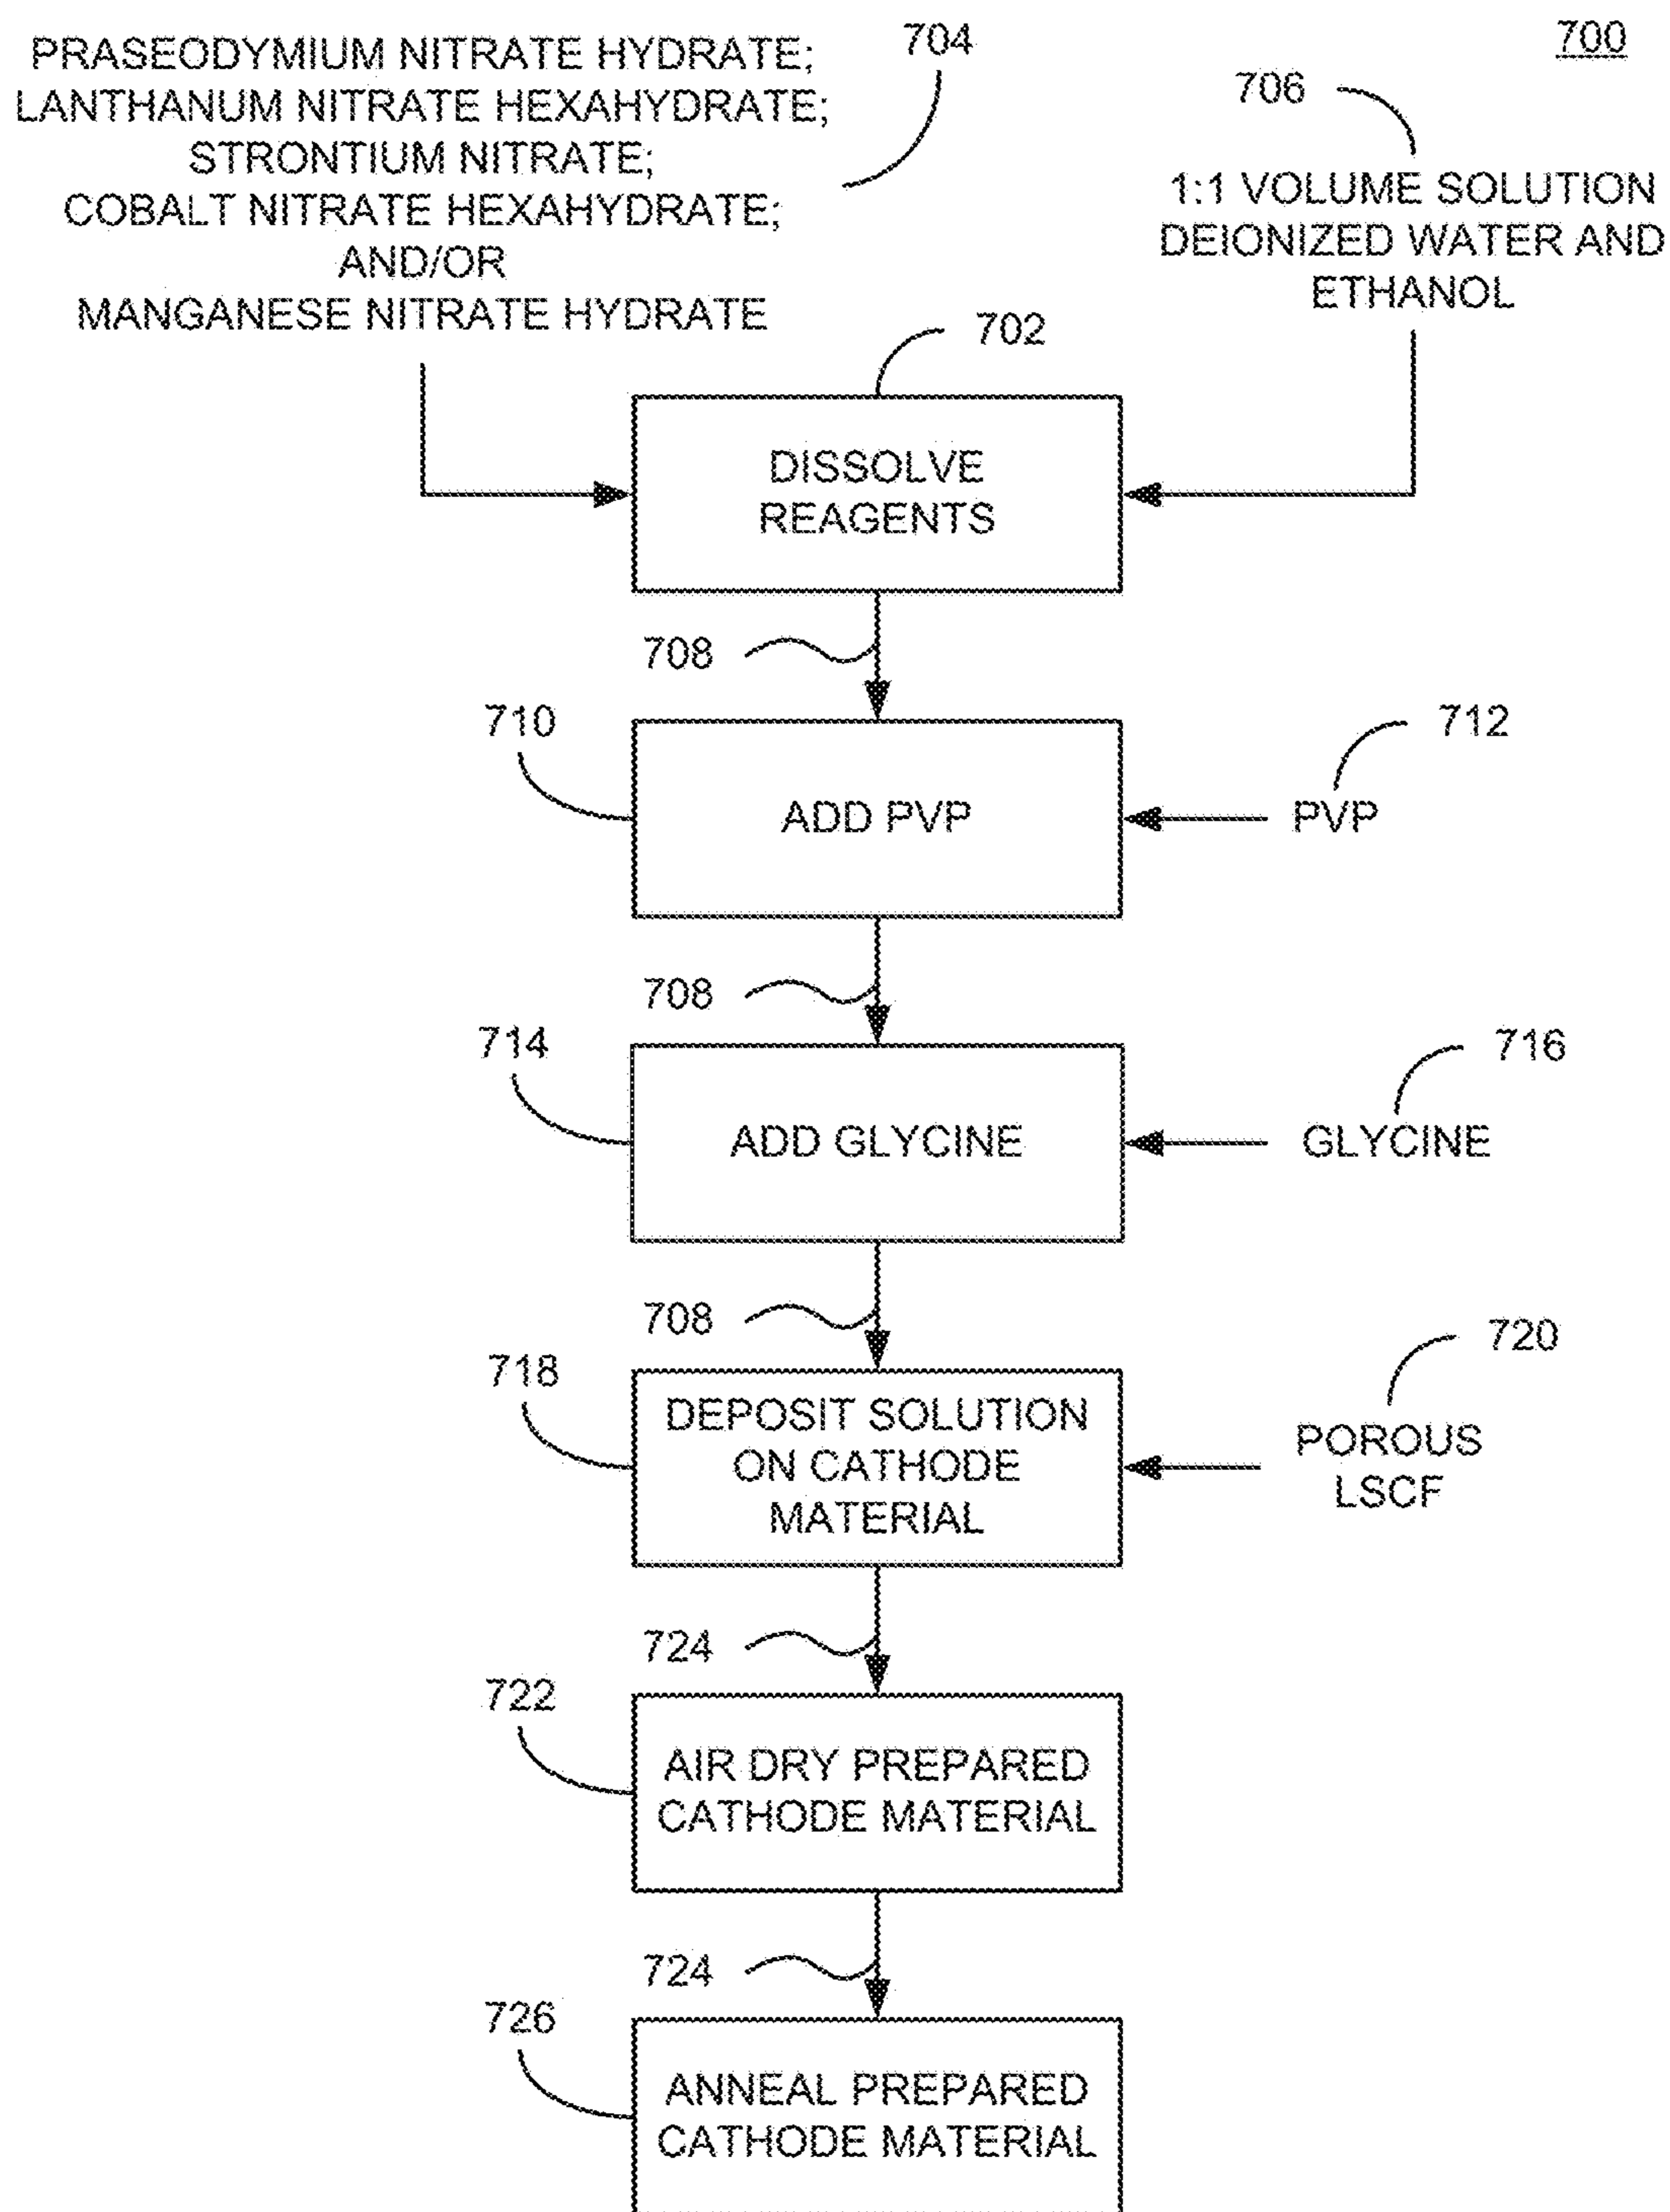 700
704
PRASEODYMIUM NITRATE HYDRATE;
LANTHANUM NITRATE HEXAHYDRATE;
STRONTIUM NITRATE;
COBALT NITRATE HEXAHYDRATE;
AND/OR
MANGANESE NITRATE HYDRATE
706
1:1 VOLUME SOLUTION
DEIONIZED WATER AND
ETHANOL
702
DISSOLVE
REAGENTS
708
710
ADD PVP
712
PVP
708
714
ADD GLYCINE
716
GLYCINE
708
718
DEPOSIT SOLUTION
ON CATHODE
MATERIAL
720
POROUS
LSCF
724
722
AIR DRY PREPARED
CATHODE MATERIAL
724
726
ANNEAL PREPARED
CATHODE MATERIAL